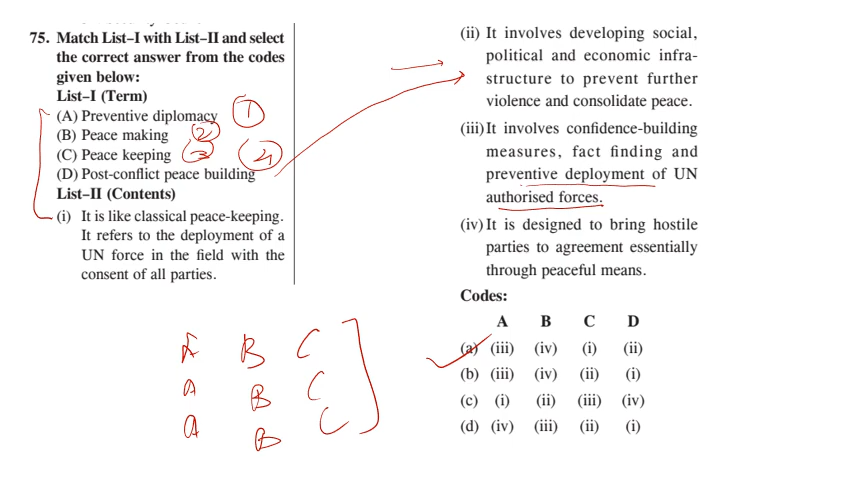 75. Match List–I with List–II and select
the correct answer from the codes
given below:
List–I (Term)
(A) Preventive diplomacy 1
(B) Peace making 2
(C) Peace keeping 3 4
(D) Post-conflict peace building
List–II (Contents)
(i) It is like classical peace-keeping.
It refers to the deployment of a
UN force in the field with the
consent of all parties.
(ii) It involves developing social,
political and economic infra-
structure to prevent further
violence and consolidate peace.
(iii) It involves confidence-building
measures, fact finding and
preventive deployment of UN
authorised forces.
(iv) It is designed to bring hostile
parties to agreement essentially
through peaceful means.
Codes:
A B C D
(a) (iii) (iv) (i) (ii)
(b) (iii) (iv) (ii) (i)
(c) (i) (ii) (iii) (iv)
(d) (iv) (iii) (ii) (i)
A B C
A B C
A B C